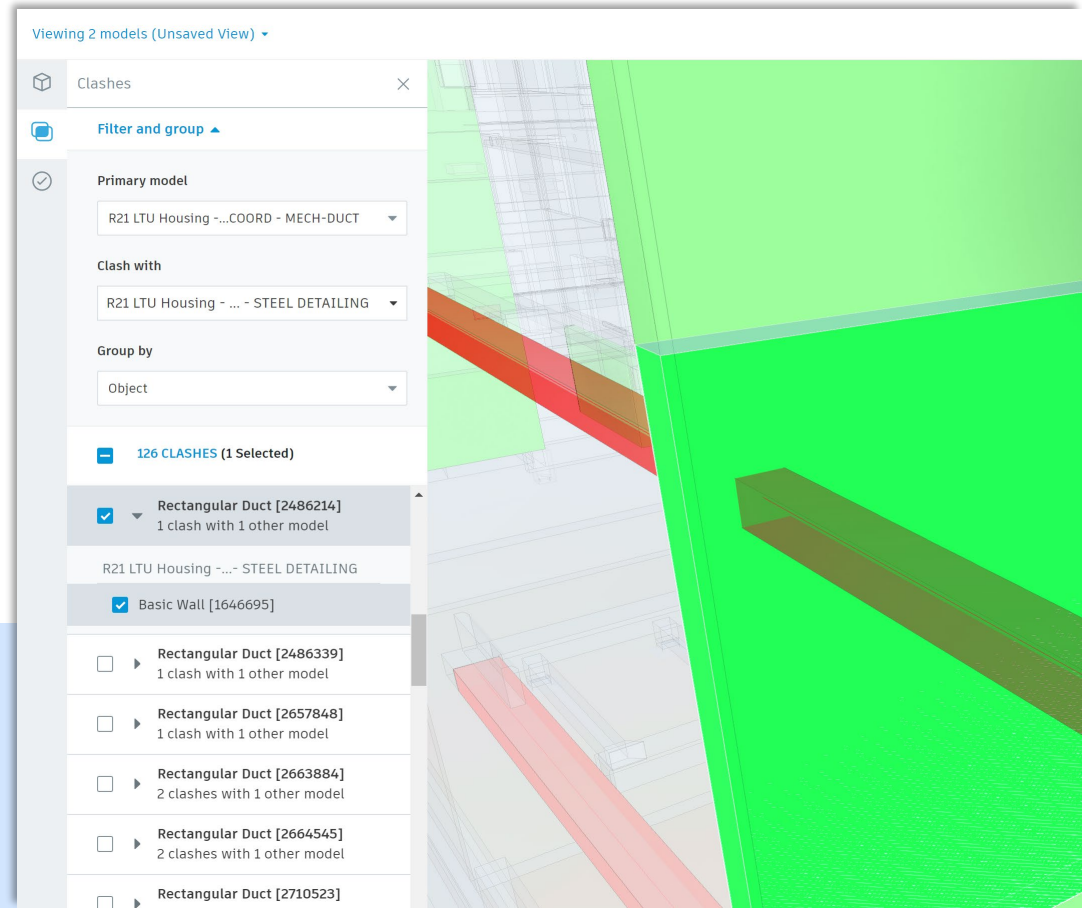 Viewing 2 models (Unsaved View)
Clashes
Filter and group
Primary model
R21 LTU Housing -...COORD - MECH-DUCT
Clash with
R21 LTU Housing - ... - STEEL DETAILING
Group by
Object
126 CLASHES (1 Selected)
Rectangular Duct [2486214]
1 clash with 1 other model
R21 LTU Housing -...- STEEL DETAILING
Basic Wall [1646695]
Rectangular Duct [2486339]
1 clash with 1 other model
Rectangular Duct [2657848]
1 clash with 1 other model
Rectangular Duct [2663884]
2 clashes with 1 other model
Rectangular Duct [2664545]
2 clashes with 1 other model
Rectangular Duct [2710523]